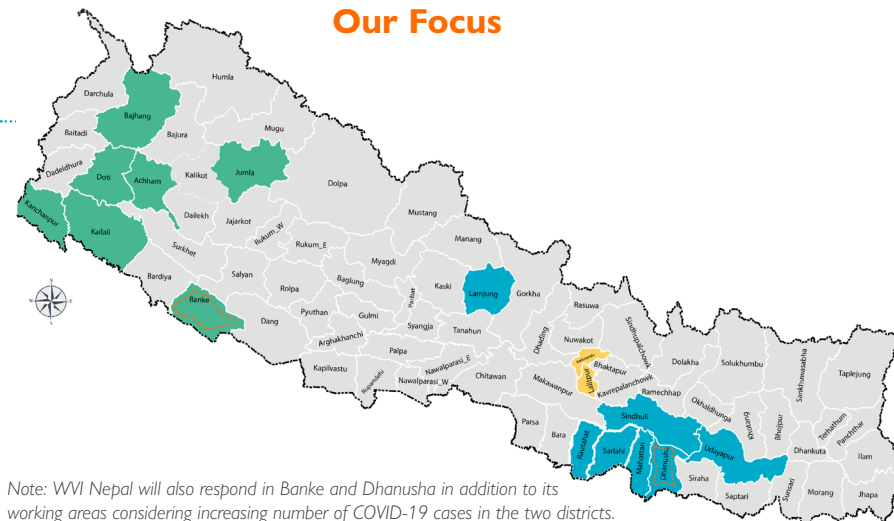 Our Focus
Humla
Darchula
Bajhang
Baitadi
Bajura
Mugu
Dadeldhura
Doti
Achham
Kalikot
Jumla
Dolpa
Kanchanpur
Kailali
Dailekh
Jajarkot
Rukum_W
Mustang
Surkhet
Rukum_E
Manang
Bardiya
Salyan
Myagdi
Rolpa
Baglung
Kaski
Lamjung
Gorkha
Banke
Parbat
Rasuwa
Dang
Pyuthan
Gulmi
Syangja
Tanahun
Dhading
Nuwakot
Sindhupalchowk
Arghakhanchi
Palpa
Bhaktapur
Dolakha
Solukhumbu
Sankhawasabha
Taplejung
Kapilvastu
Rupandehi
Nawalparasi_E
Nawalparasi_W
Chitawan
Makawanpur
Lalitpur
Kavrepalanchowk
Ramechhap
Okhaldhunga
Khotang
Bhojpur
Terhathum
Panchthar
Parsa
Bara
Rautahat
Sarlahi
Mahottari
Dhanusha
Sindhuli
Udayapur
Siraha
Saptari
Sunsari
Dhankuta
Morang
Ilam
Jhapa
N
W
E
S
Note: WVI Nepal will also respond in Banke and Dhanusha in addition to its
working areas considering increasing number of COVID-19 cases in the two districts.